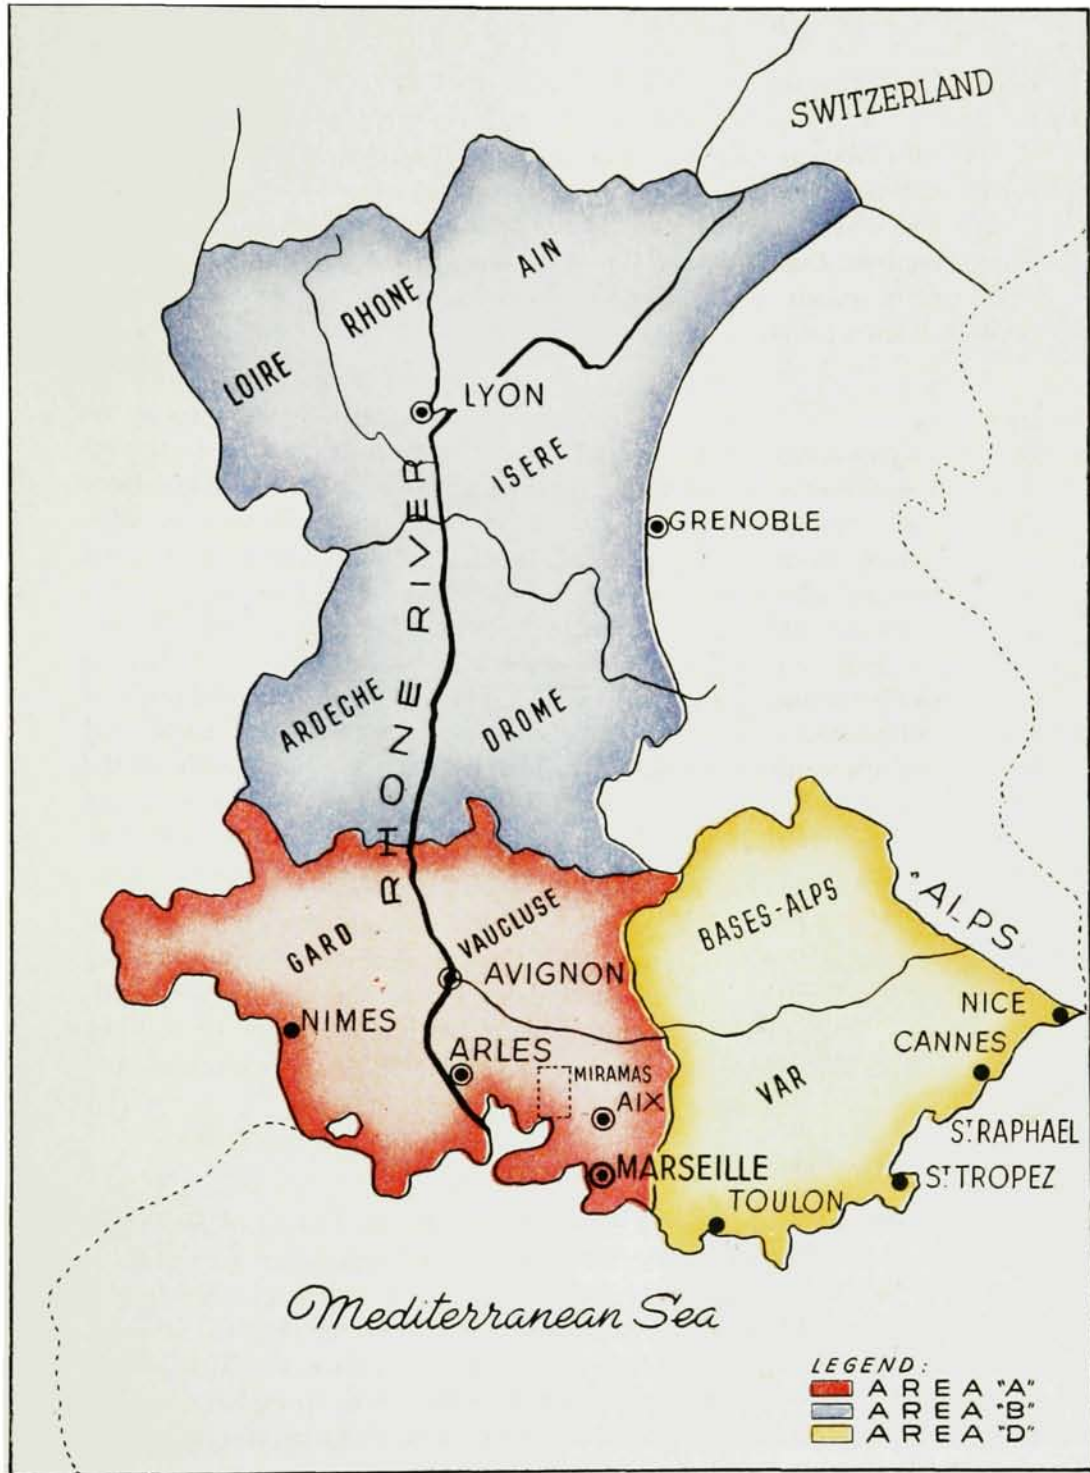 SWITZERLAND
AIN
RHONE
LOIRE
LYON
ISERE
GRENOBLE
RHONE RIVER
ARDECHE
DROME
"ALPS
BASES-ALPS
GARD
VAUCLUSE
AVIGNON
NICE
NIMES
CANNES
ARLES
MIRAMAS
VAR
AIX
ST. RAPHAEL
MARSEILLE
ST. TROPEZ
TOULON
Mediterranean Sea
LEGEND:
AREA "A"
AREA "B"
AREA "D"